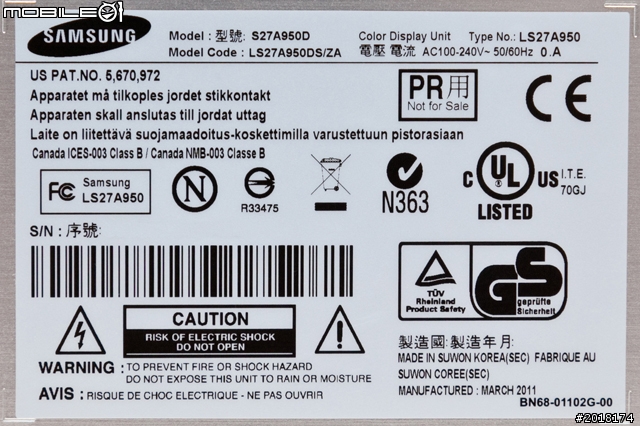 MOBILE01
SAMSUNG
Model : 型號: S27A950D
Model Code : LS27A950DS/ZA
Color Display Unit Type No.: LS27A950
電壓 電流 AC100-240V~ 50/60Hz 0.A
US PAT.NO. 5,670,972
Apparatet må tilkoples jordet stikkontakt
Apparaten skall anslutas till jordat uttag
Laite on liitettävä suojamaadoitus-koskettimilla varustettuun pistorasiaan
Canada ICES-003 Class B / Canada NMB-003 Classe B
PR用
Not for Sale
CE
FC Samsung
LS27A950
N
R33475
N363
C UL US I.T.E.
70GJ
LISTED
S/N : 序號:
TÜV
Rheinland
Product Safety
GS
geprüfte
Sicherheit
CAUTION
RISK OF ELECTRIC SHOCK
DO NOT OPEN
WARNING : TO PREVENT FIRE OR SHOCK HAZARD
DO NOT EXPOSE THIS UNIT TO RAIN OR MOISTURE
AVIS : RISQUE DE CHOC ELECTRIQUE - NE PAS OUVRIR
製造國: 製造年月:
MADE IN SUWON KOREA(SEC) FABRIQUE AU
SUWON COREE(SEC)
MANUFACTURED : MARCH 2011
BN68-01102G-00
#2018174